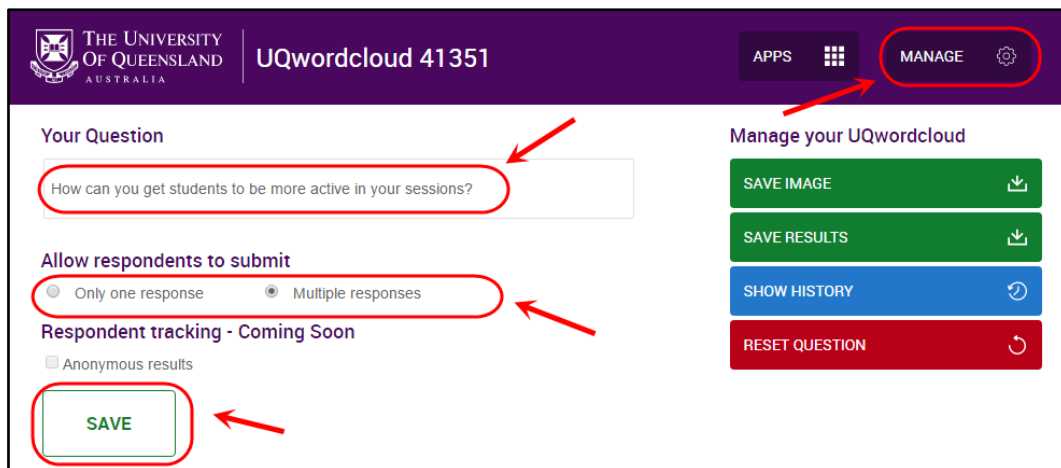 THE UNIVERSITY
OF QUEENSLAND
AUSTRALIA
UQwordcloud 41351
APPS
MANAGE
Your Question
How can you get students to be more active in your sessions?
Allow respondents to submit
Only one response
Multiple responses
Respondent tracking - Coming Soon
Anonymous results
SAVE
Manage your UQwordcloud
SAVE IMAGE
SAVE RESULTS
SHOW HISTORY
RESET QUESTION